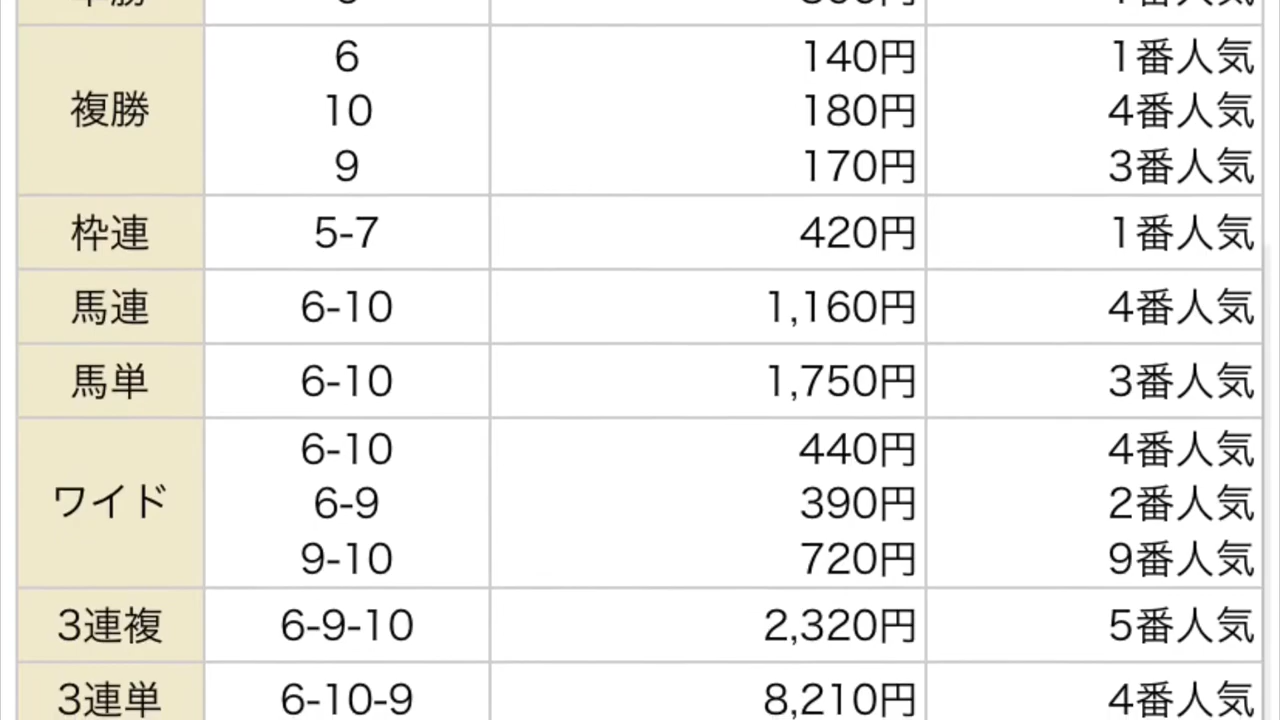 複勝
6 140円 1番人気
10 180円 4番人気
9 170円 3番人気
枠連 5-7 420円 1番人気
馬連 6-10 1,160円 4番人気
馬単 6-10 1,750円 3番人気
ワイド
6-10 440円 4番人気
6-9 390円 2番人気
9-10 720円 9番人気
3連複 6-9-10 2,320円 5番人気
3連単 6-10-9 8,210円 4番人気